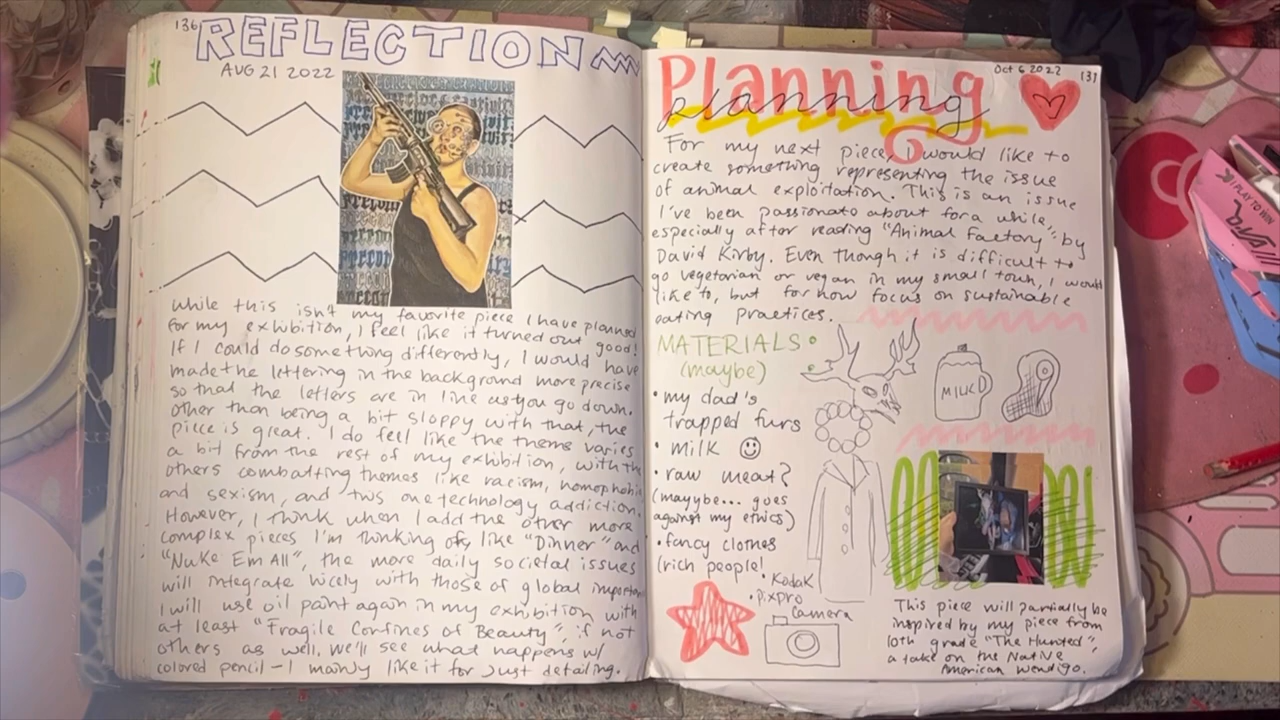 136
REFLECTION
AUG 21 2022
While this isn't my favorite piece I have planned
for my exhibition, I feel like it turned out good!
If I could do something differently, I would have
made the lettering in the background more precise
so that the letters are in line as you go down.
Other than being a bit sloppy with that, the
piece is great. I do feel like the theme varies
a bit from the rest of my exhibition, with the
others combatting themes like racism, homophobia
and sexism, and this one technology addiction.
However, I think when I add the other more
complex pieces I'm thinking of, like "Dinner" and
"Nuke Em All", the more daily societal issues
will integrate nicely with those of global
I will use oil paint again in my exhibition with
at least "Fragile Confines of Beauty", if not
others as well. We'll see what happens w/
colored pencil - I mainly like it for just detailing.
Planning
planning
Oct 6 2022
For my next piece, I would like to
create something representing the issue
of animal exploitation. This is an issue
I've been passionate about for a while,
especially after reading "Animal Factory" by
David Kirby. Even though it is difficult to
go vegetarian or vegan in my small town, I would
like to, but for now focus on sustainable
eating practices.
MATERIALS
(maybe)
• my dad's
trapped furs
• milk
• raw meat?
(mayybe... goes
against my ethics)
• fancy clothes
(rich people!
• Kodak
• pixpro
camera
MILK
This piece will partially be
inspired by my piece from
10th grade "The Hunted",
a take on the Native
American wendigo.
I PLAY TO WIN